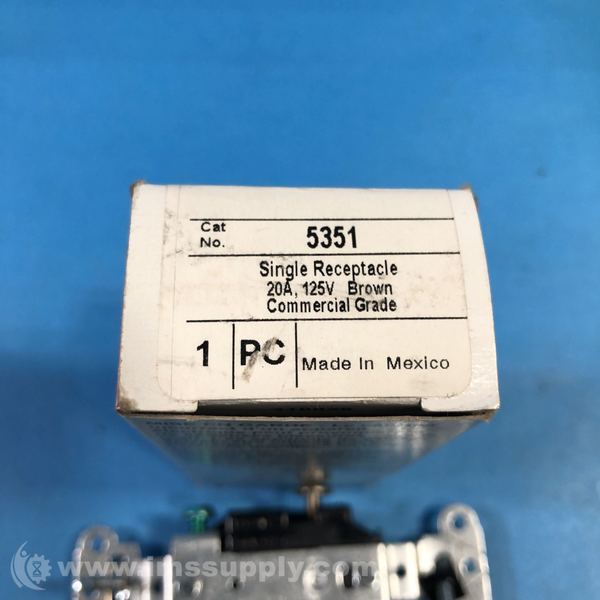 Cat No. 5351
Single Receptacle
20A, 125V Brown
Commercial Grade
1 PC Made In Mexico
www.imssupply.com